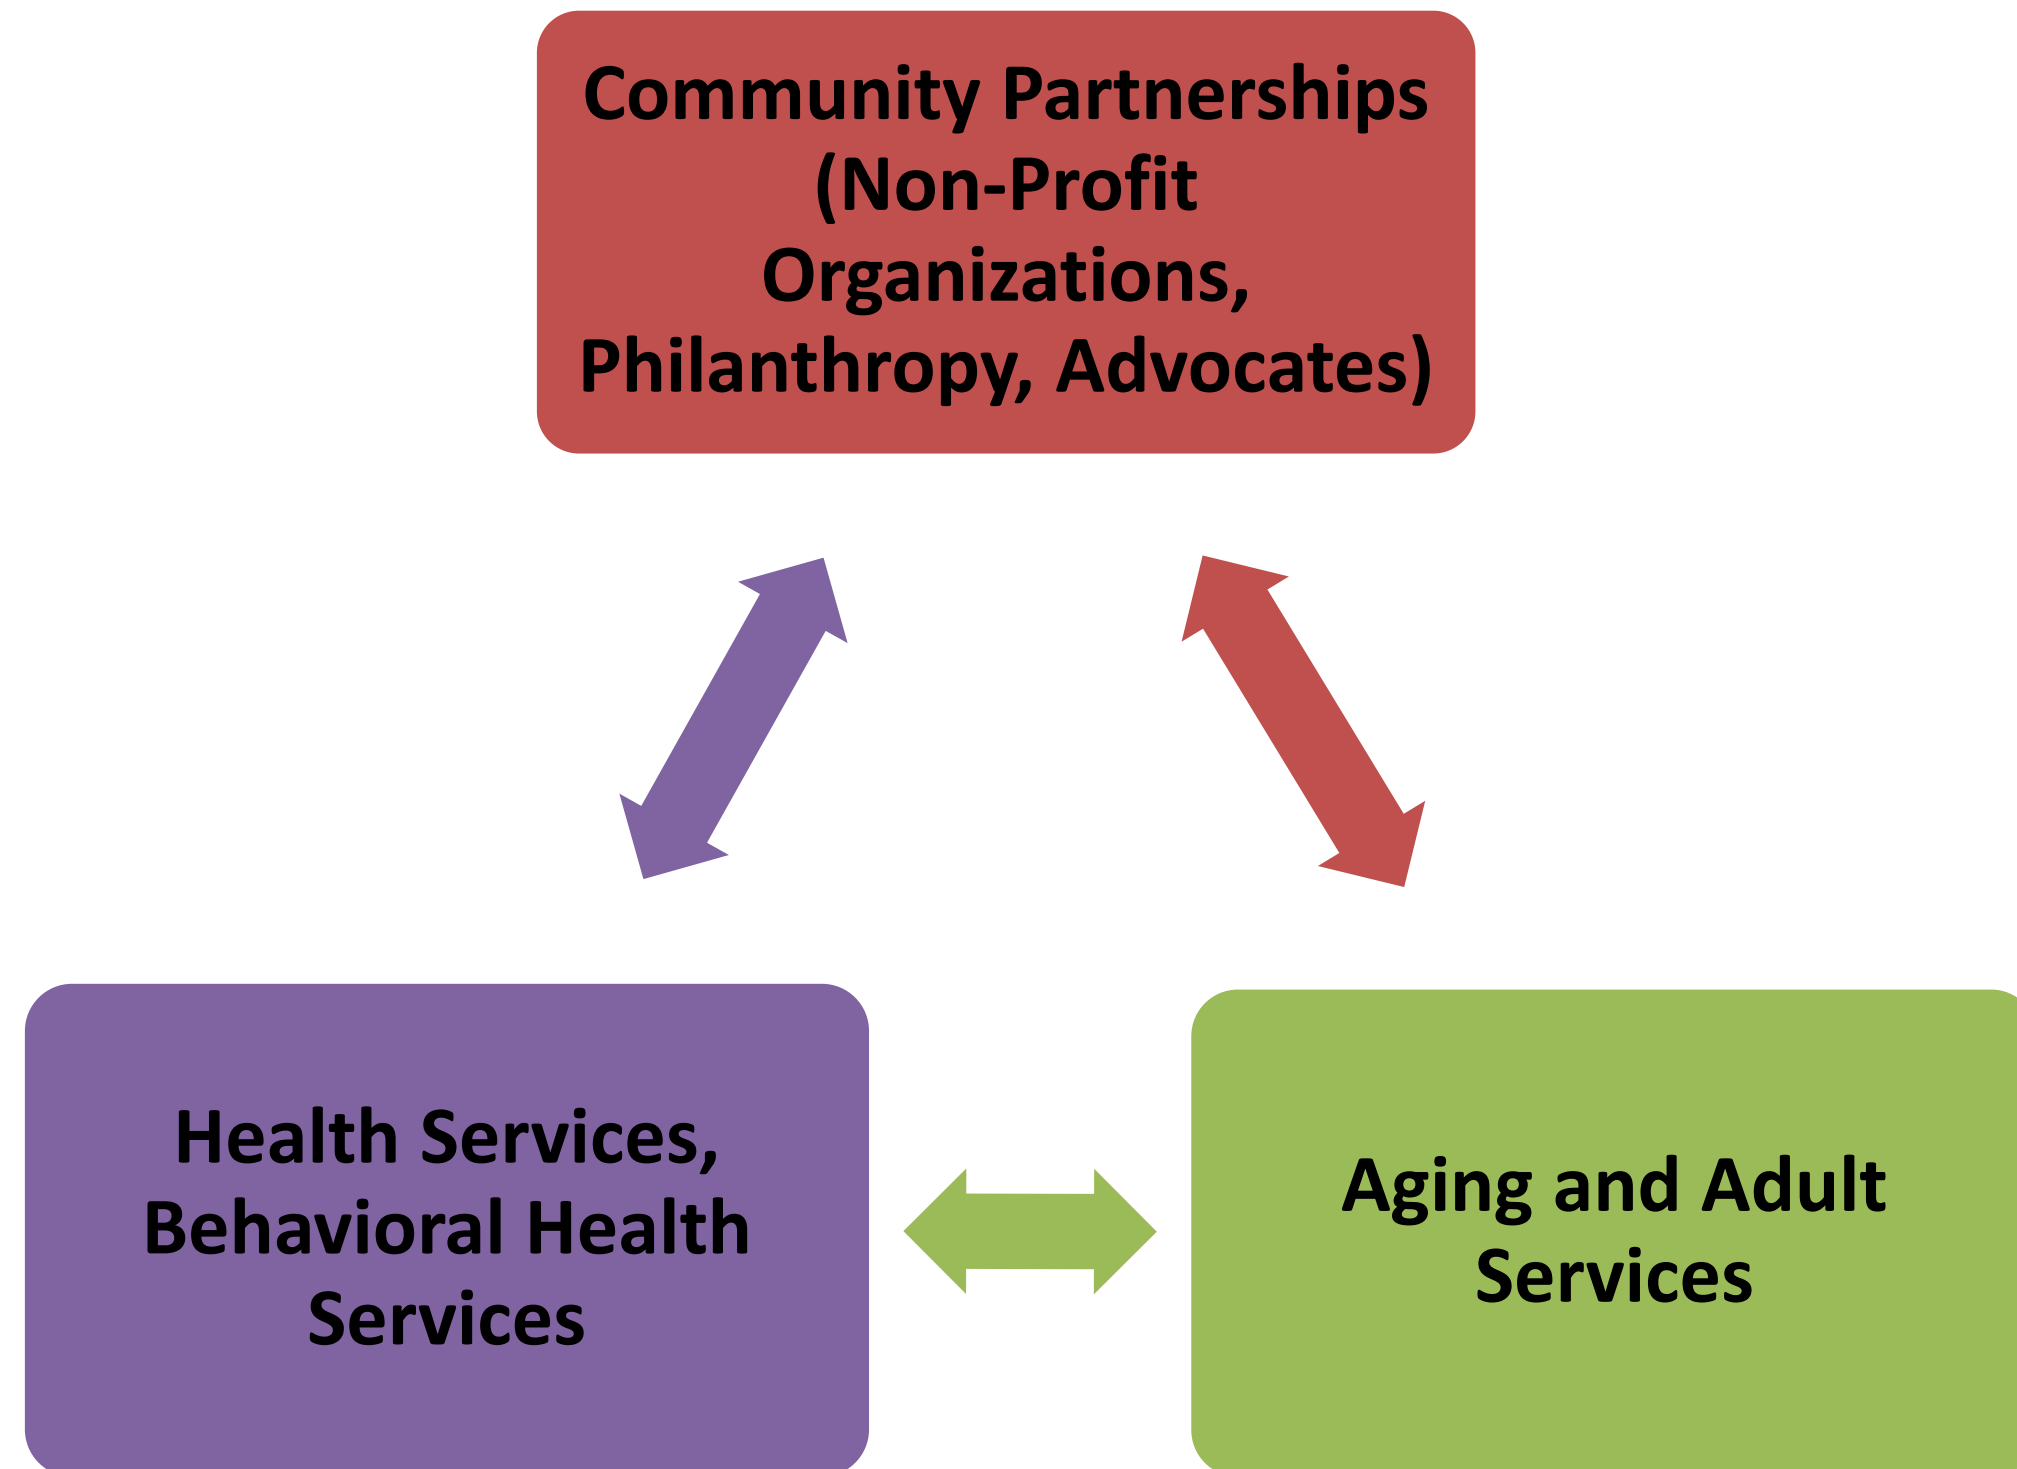 Community Partnerships
(Non-Profit
Organizations,
Philanthropy, Advocates)
Health Services,
Behavioral Health
Services
Aging and Adult
Services